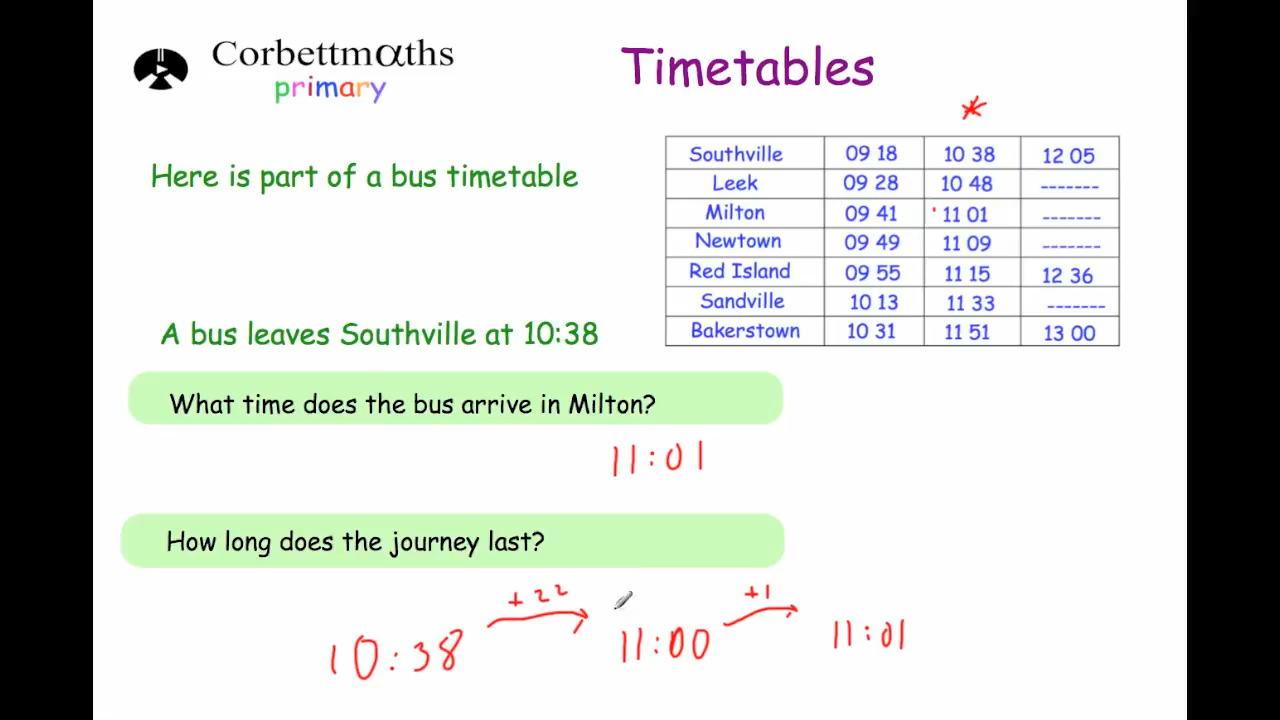 Corbettmαths
primary
Timetables
*
Here is part of a bus timetable
Southville 09 18 10 38 12 05
Leek 09 28 10 48 -------
Milton 09 41 11 01 -------
Newtown 09 49 11 09 -------
Red Island 09 55 11 15 12 36
Sandville 10 13 11 33 -------
Bakerstown 10 31 11 51 13 00
A bus leaves Southville at 10:38
What time does the bus arrive in Milton?
11:01
How long does the journey last?
+22 +1
10:38 11:00 11:01